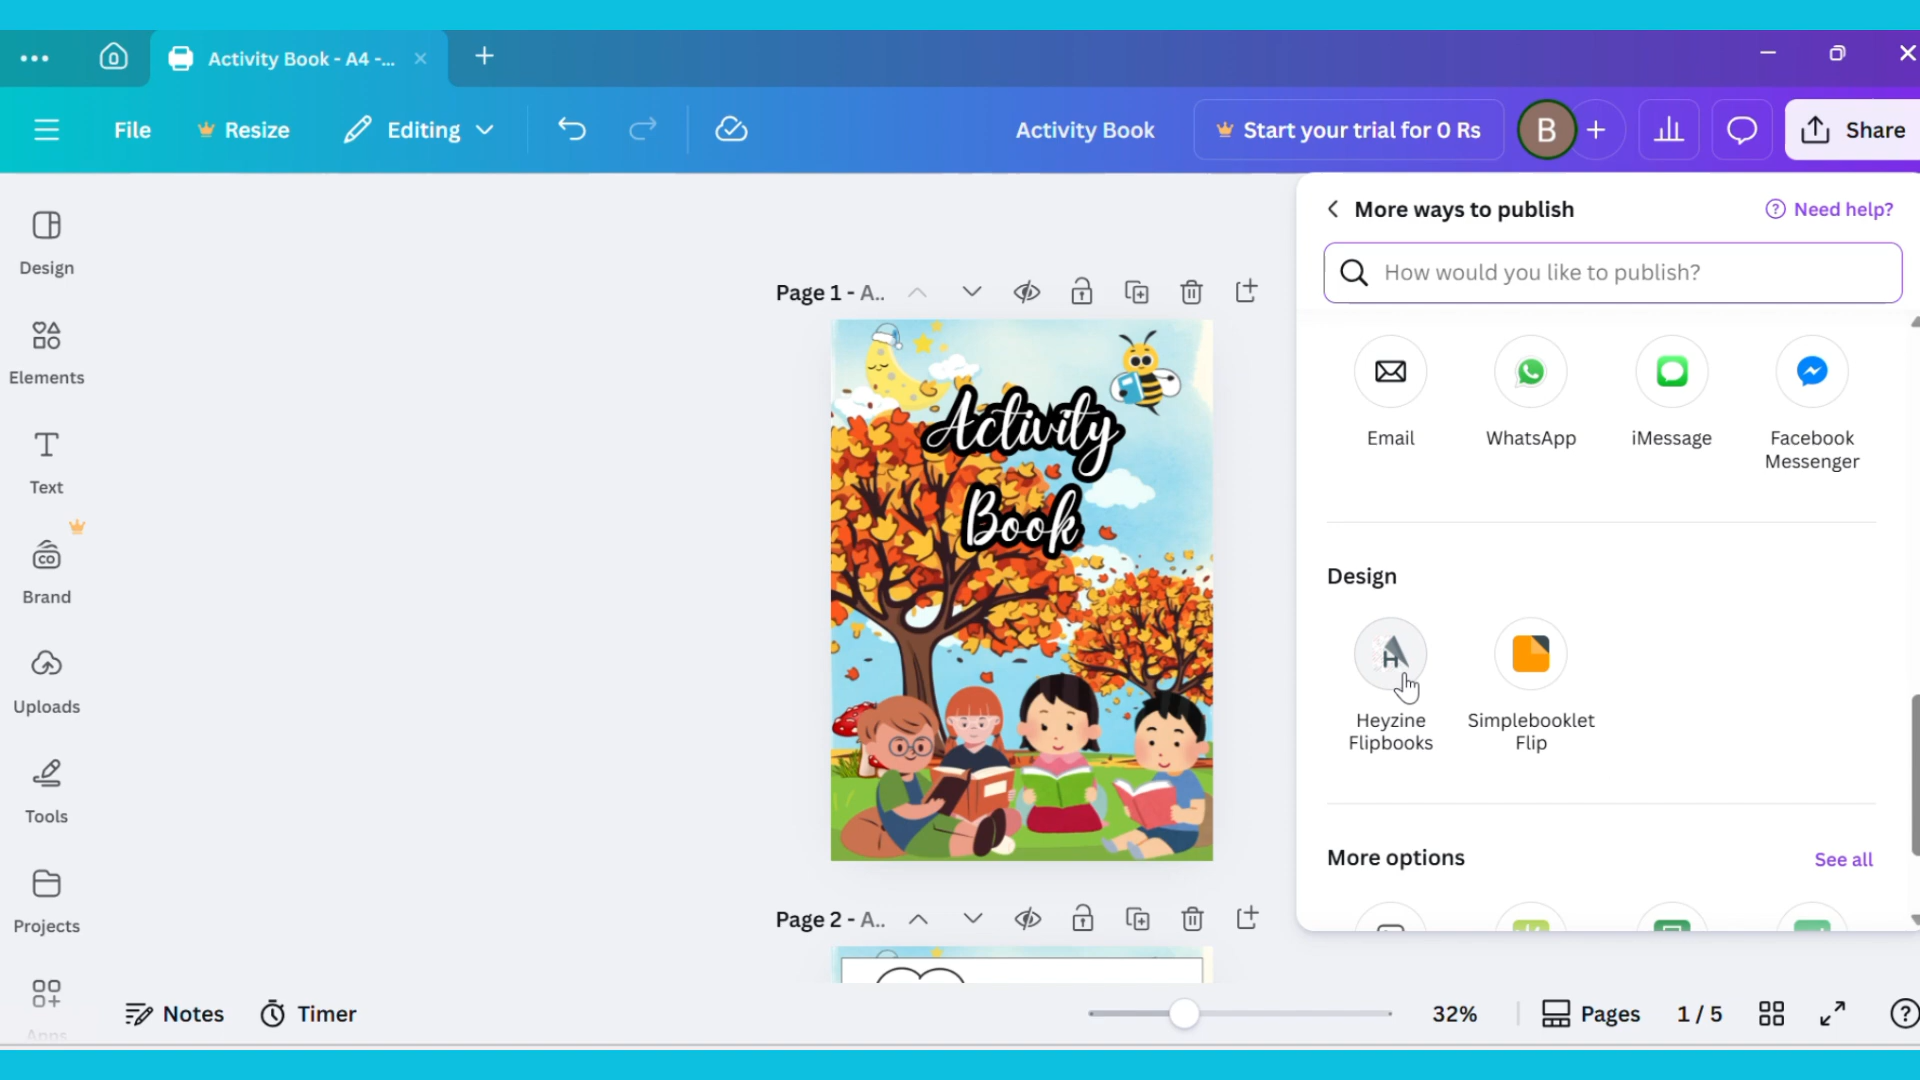 Activity Book - A4 -...
File
Resize
Editing
Activity Book
Start your trial for 0 Rs
B
Share
Design
Elements
Text
Brand
Uploads
Tools
Projects
Apps
Page 1 - A..
Activity
Book
Page 2 - A..
More ways to publish
Need help?
How would you like to publish?
Email
WhatsApp
iMessage
Facebook
Messenger
Design
H
Heyzine
Flipbooks
Simplebooklet
Flip
More options
See all
Notes
Timer
32%
Pages
1 / 5